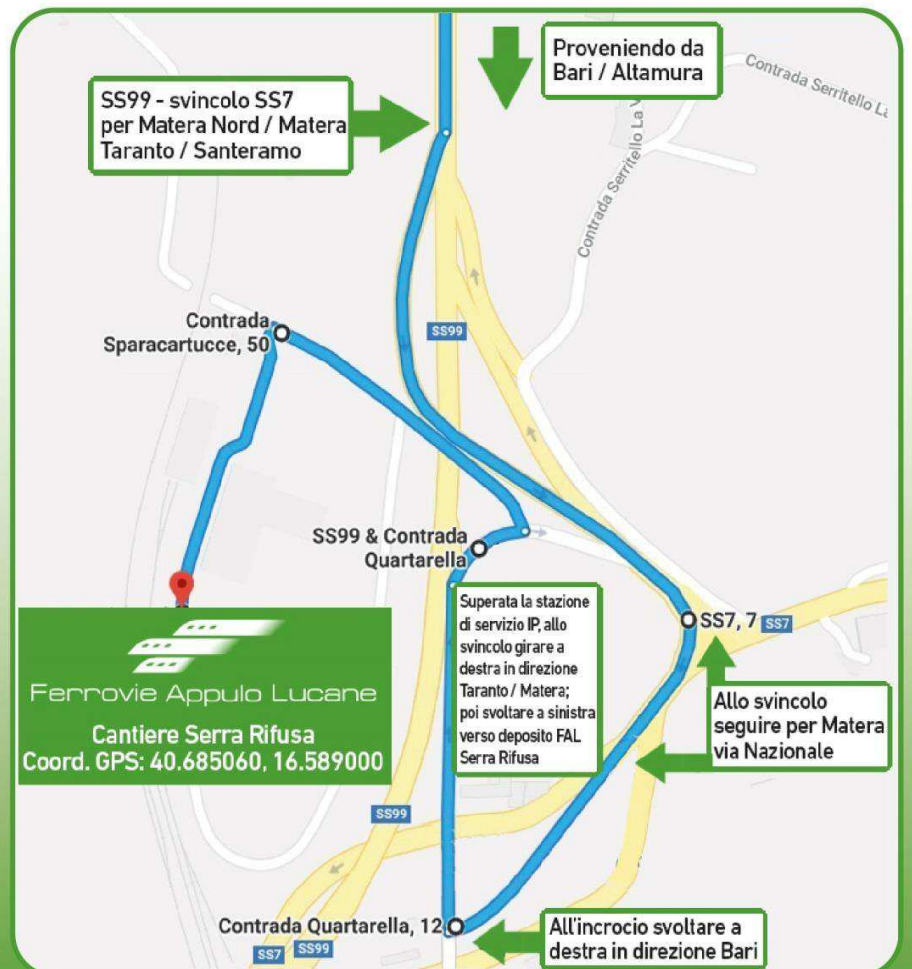 Proveniendo da
Bari / Altamura
Contrada Serritello La
SS99 - svincolo SS7
per Matera Nord / Matera
Taranto / Santeramo
Contrada Serritello La V
Contrada
Sparacartucce, 50
SS99
SS99 & Contrada
Quartarella
Superata la stazione
di servizio IP, allo
svincolo girare a
destra in direzione
Taranto / Matera;
poi svoltare a sinistra
verso deposito FAL
Serra Rifusa
SS7, 7
SS7
Ferrovie Appulo Lucane
Cantiere Serra Rifusa
Coord. GPS: 40.685060, 16.589000
Allo svincolo
seguire per Matera
via Nazionale
SS99
Contrada Quartarella, 12
SS7
SS99
All'incrocio svoltare a
destra in direzione Bari